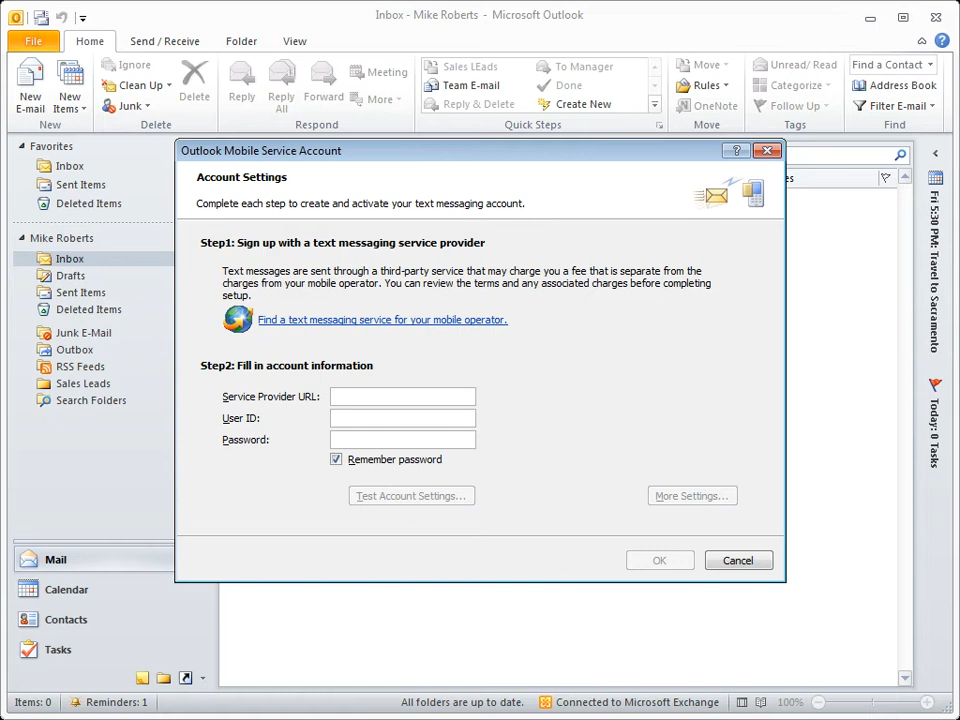 Inbox - Mike Roberts - Microsoft Outlook
File Home Send / Receive Folder View
New E-mail
New Items
New
Ignore
Clean Up
Junk
Delete
Delete
Reply
Reply All
Forward
Meeting
More
Respond
Sales Leads
Team E-mail
Reply & Delete
To Manager
Done
Create New
Quick Steps
Move
Rules
OneNote
Move
Unread/ Read
Categorize
Follow Up
Tags
Find a Contact
Address Book
Filter E-mail
Find
Favorites
Inbox
Sent Items
Deleted Items
Mike Roberts
Inbox
Drafts
Sent Items
Deleted Items
Junk E-Mail
Outbox
RSS Feeds
Sales Leads
Search Folders
Mail
Calendar
Contacts
Tasks
Outlook Mobile Service Account
Account Settings
Complete each step to create and activate your text messaging account.
Step1: Sign up with a text messaging service provider
Text messages are sent through a third-party service that may charge you a fee that is separate from the
charges from your mobile operator. You can review the terms and any associated charges before completing
setup.
Find a text messaging service for your mobile operator.
Step2: Fill in account information
Service Provider URL:
User ID:
Password:
Remember password
Test Account Settings...
More Settings...
OK
Cancel
Fri 5:30 PM: Travel to Sacramento
Today: 0 Tasks
Items: 0 Reminders: 1 All folders are up to date. Connected to Microsoft Exchange 100%